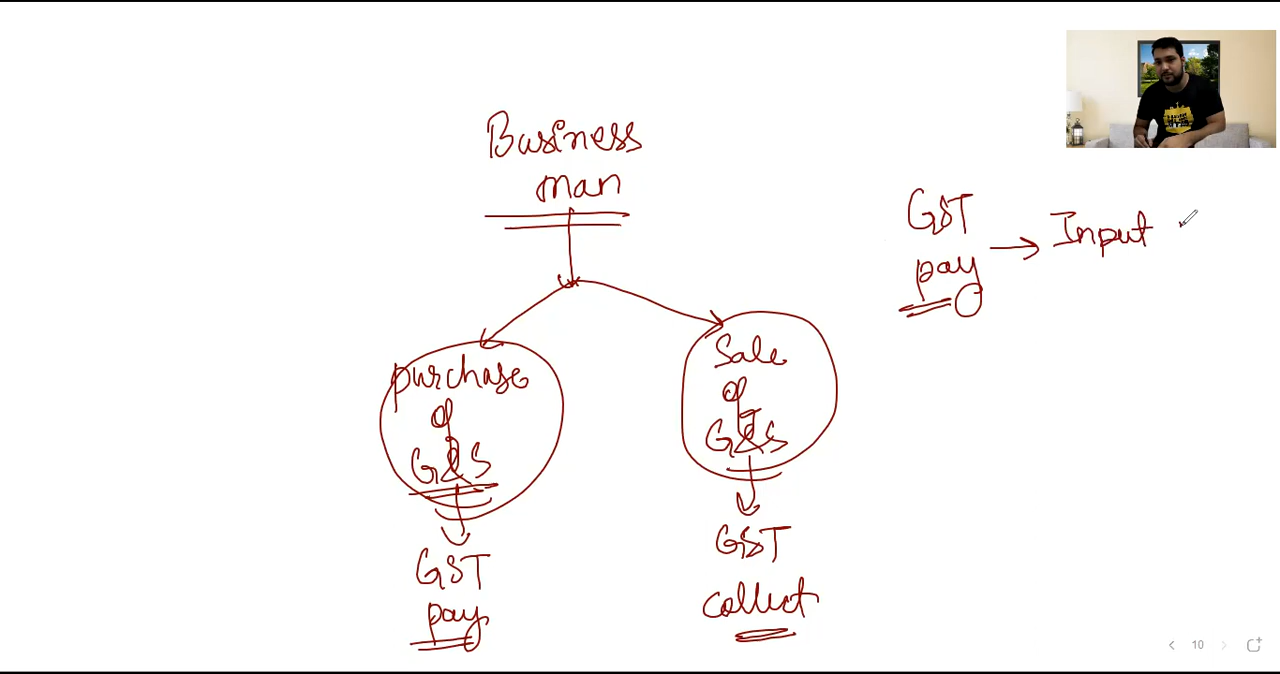 Business
man
GST
pay → Input
purchase
of
G&S
Sale
of
G&S
GST
pay
GST
collect
10